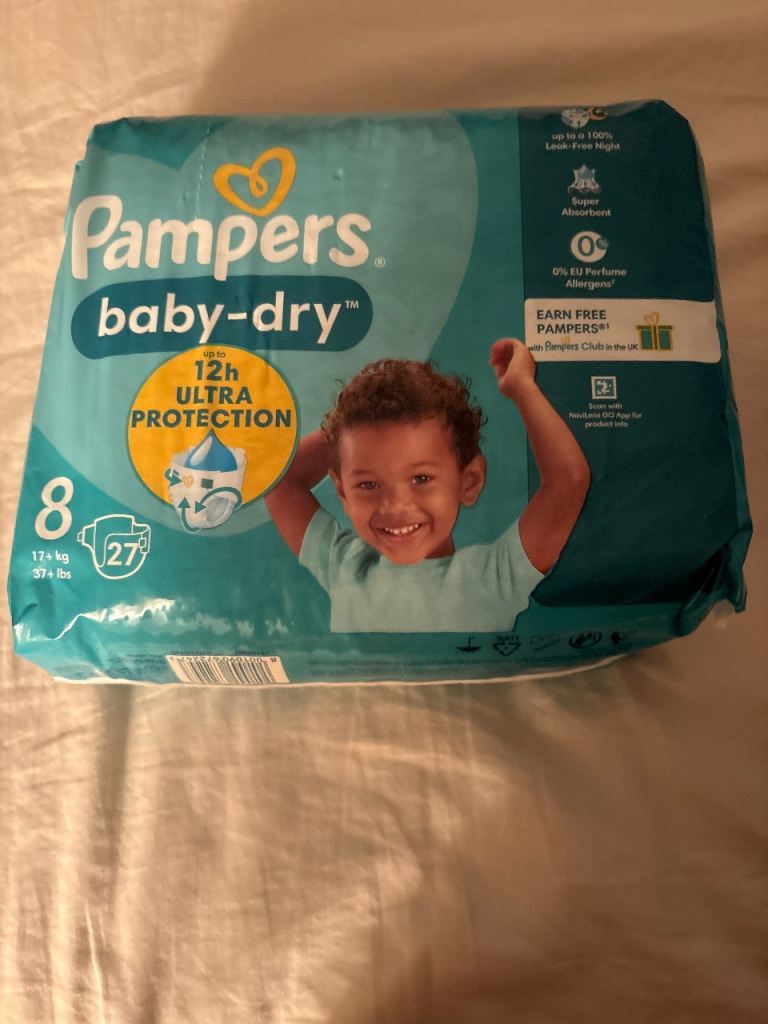 Pampers®
baby-dry™
up to
12h
ULTRA
PROTECTION
8
17+ kg
37+ lbs
27
up to a 100%
Leak-Free Night
Super
Absorbent
0%
0% EU Perfume
Allergens²
EARN FREE
PAMPERS®¹
with Pampers Club in the UK
Scan with
NaviLens GO App for
product info